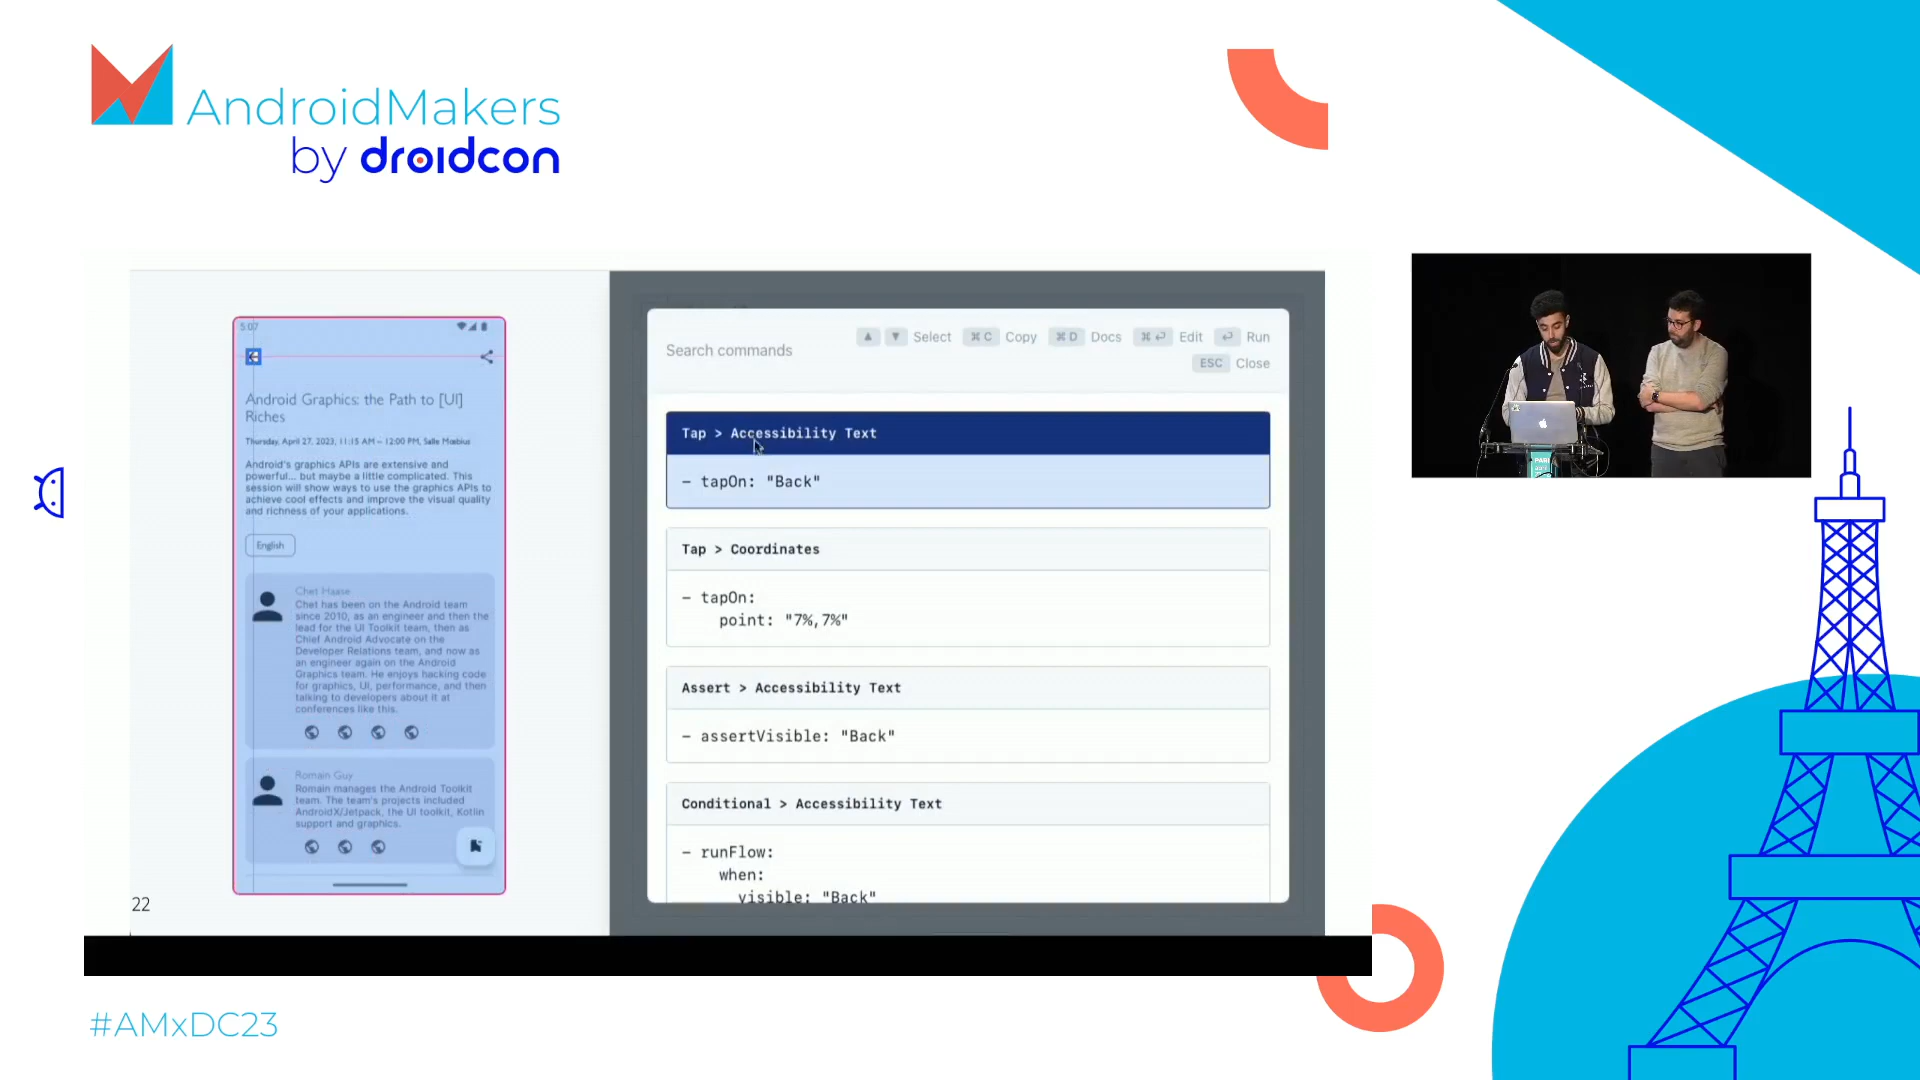 AndroidMakers
by droidcon
5:07
Android Graphics: the Path to [UI]
Riches
Thursday, April 27, 2023, 11:15 AM – 12:00 PM, Salle Mœbius
Android's graphics APIs are extensive and
powerful... but maybe a little complicated. This
session will show ways to use the graphics APIs to
achieve cool effects and improve the visual quality
and richness of your applications.
English
Chet Haase
Chet has been on the Android team
since 2010, as an engineer and then the
lead for the UI Toolkit team, then as
Chief Android Advocate on the
Developer Relations team, and now as
an engineer again on the Android
Graphics team. He enjoys hacking code
for graphics, UI, performance, and then
talking to developers about it at
conferences like this.
Romain Guy
Romain manages the Android Toolkit
team. The team's projects included
AndroidX/Jetpack, the UI toolkit, Kotlin
support and graphics.
22
Search commands
▲ ▼ Select ⌘ C Copy ⌘ D Docs ⌘ ⏎ Edit ⏎ Run
ESC Close
Tap > Accessibility Text
– tapOn: "Back"
Tap > Coordinates
– tapOn:
point: "7%,7%"
Assert > Accessibility Text
– assertVisible: "Back"
Conditional > Accessibility Text
– runFlow:
when:
visible: "Back"
#AMxDC23